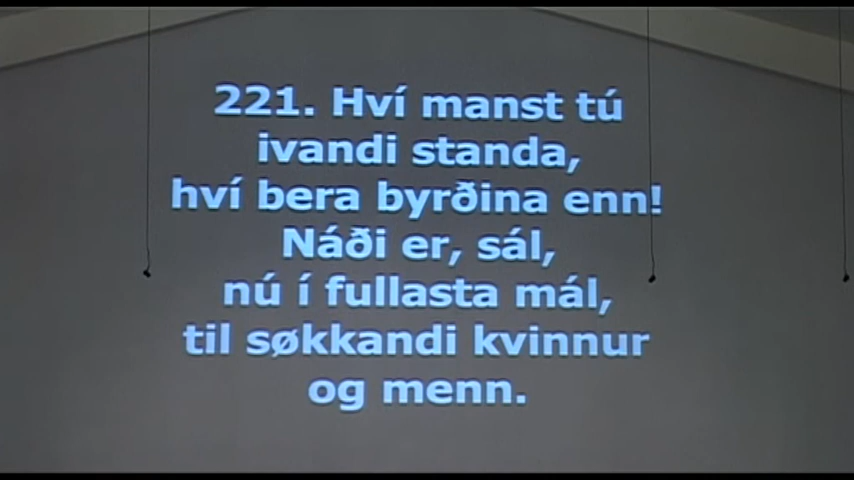 221. Hví manst tú
ivandi standa,
hví bera byrðina enn!
Náði er, sál,
nú í fullasta mál,
til søkkandi kvinnur
og menn.